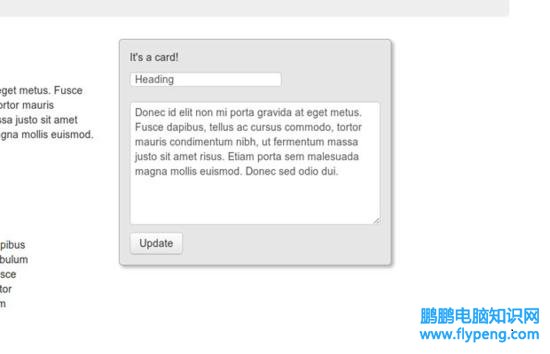 It's a card!
Heading
eget metus. Fusce
ortor mauris
ssa justo sit amet
gna mollis euismod.
Donec id elit non mi porta gravida at eget metus.
Fusce dapibus, tellus ac cursus commodo, tortor
mauris condimentum nibh, ut fermentum massa
justo sit amet risus. Etiam porta sem malesuada
magna mollis euismod. Donec sed odio dui.
Update
pibus
bulum
sce
tor
m
鹏鹏电脑知识网
www.flypeng.com